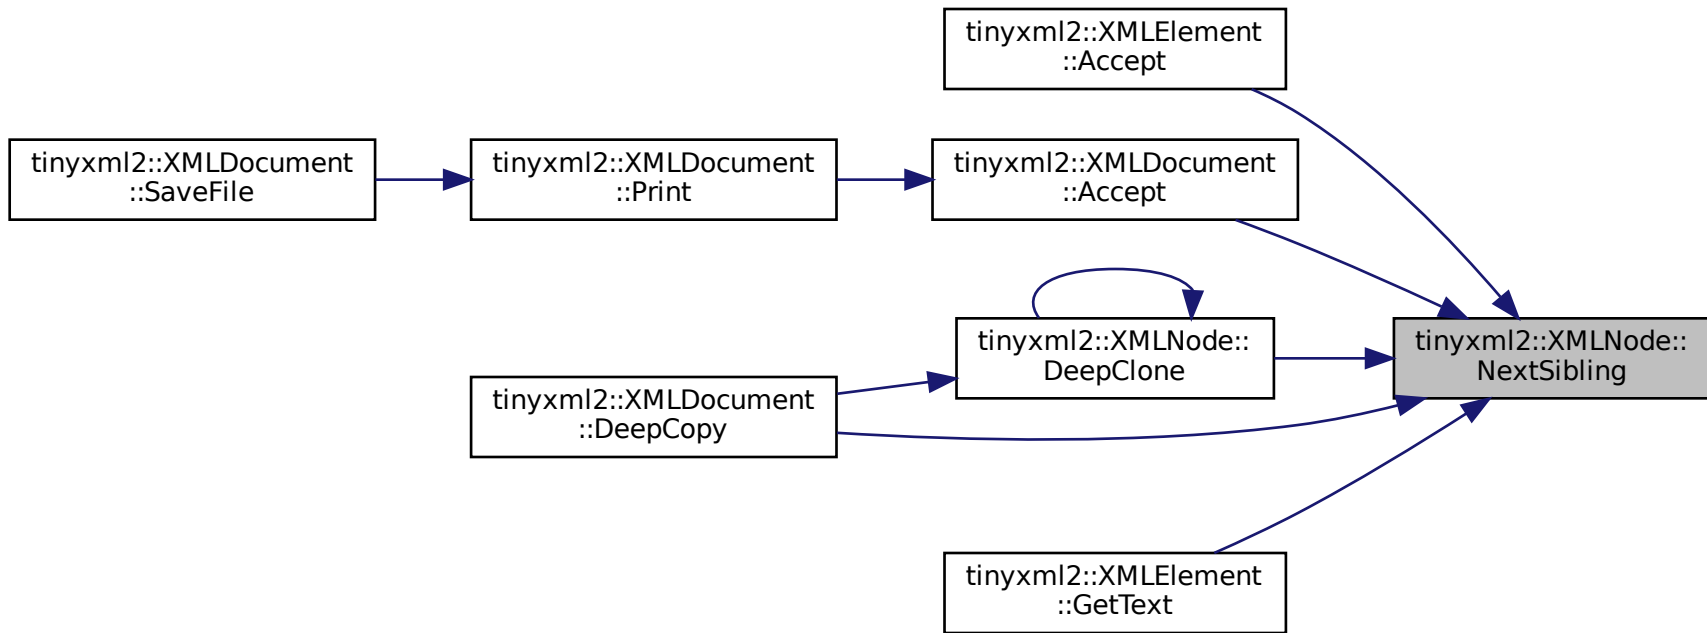 tinyxml2::XMLElement
::Accept
tinyxml2::XMLDocument
::SaveFile
tinyxml2::XMLDocument
::Print
tinyxml2::XMLDocument
::Accept
tinyxml2::XMLNode::
DeepClone
tinyxml2::XMLNode::
NextSibling
tinyxml2::XMLDocument
::DeepCopy
tinyxml2::XMLElement
::GetText